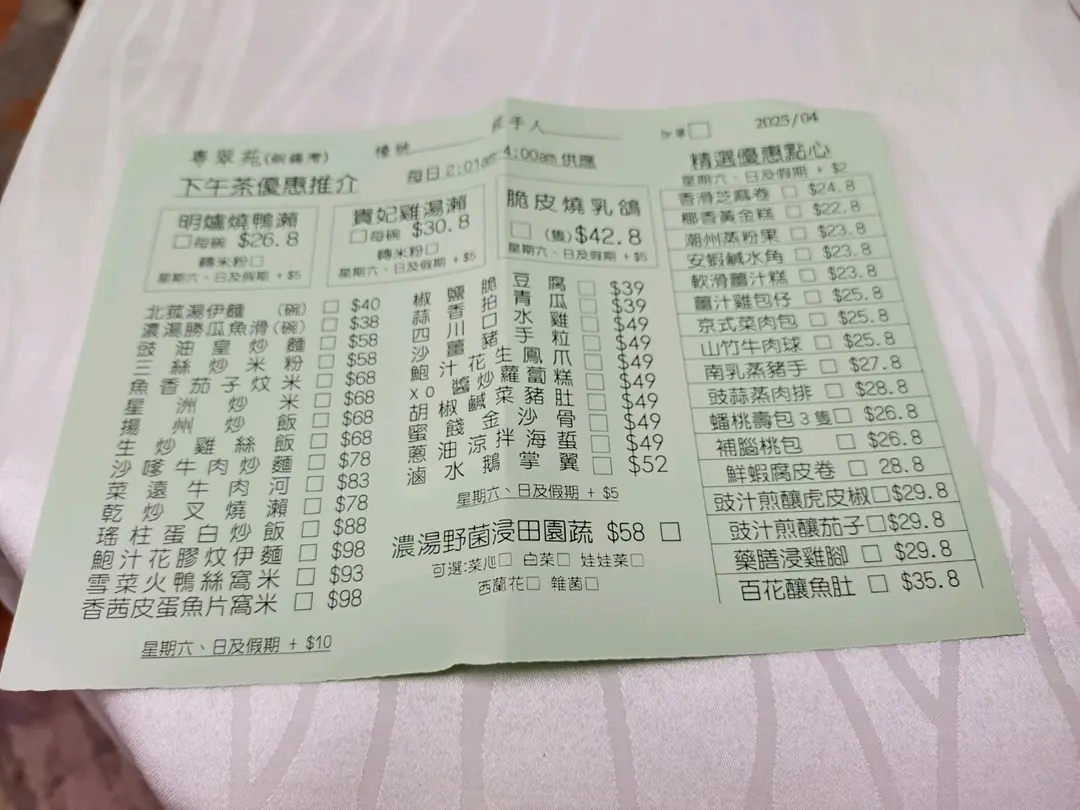 粵翠苑(銅鑼灣) 檯號 經手人 加單□ 2025/04
下午茶優惠推介 每日 2:01am-4:00am 供應
明爐燒鴨瀨
□每碗 $26.8
轉米粉□
星期六、日及假期 + $5
貴妃雞湯瀨
□每碗 $30.8
轉米粉□
星期六、日及假期 + $5
脆皮燒乳鴿
□ (隻)$42.8
星期六、日及假期 + $5
北菰湯伊麵 (碗) □ $40
濃湯勝瓜魚滑(碗) □ $38
豉油皇炒麵 □ $58
三絲炒米粉 □ $58
魚香茄子炆米 □ $68
星洲炒米 □ $68
揚州炒飯 □ $68
生炒雞絲飯 □ $68
沙嗲牛肉炒麵 □ $78
菜遠牛肉河 □ $83
乾炒叉燒瀨 □ $78
瑤柱蛋白炒飯 □ $88
鮑汁花膠炆伊麵 □ $98
雪菜火鴨絲窩米 □ $93
香茜皮蛋魚片窩米 □ $98
星期六、日及假期 + $10
椒鹽脆豆腐 □ $39
蒜香拍青瓜 □ $39
四川口水雞 □ $49
沙薑豬手粒 □ $49
鮑汁花生鳳爪 □ $49
xo醬炒蘿蔔糕 □ $49
胡椒鹹菜豬肚 □ $49
蜜餞金沙骨 □ $49
蔥油涼拌海蜇 □ $49
滷水鵝掌翼 □ $52
星期六、日及假期 + $5
濃湯野菌浸田園蔬 $58 □
可選:菜心□ 白菜□ 娃娃菜□
西蘭花□ 雜菌□
精選優惠點心
星期六、日及假期 + $2
香滑芝麻卷 □ $24.8
椰香黃金糕 □ $22.8
潮州蒸粉果 □ $23.8
安蝦鹹水角 □ $23.8
軟滑薑汁糕 □ $23.8
薑汁雞包仔 □ $25.8
京式菜肉包 □ $25.8
山竹牛肉球 □ $25.8
南乳蒸豬手 □ $27.8
豉蒜蒸肉排 □ $28.8
蟠桃壽包3隻□ $26.8
補腦桃包 □ $26.8
鮮蝦腐皮卷 □ 28.8
豉汁煎釀虎皮椒□$29.8
豉汁煎釀茄子□$29.8
藥膳浸雞腳 □ $29.8
百花釀魚肚 □ $35.8